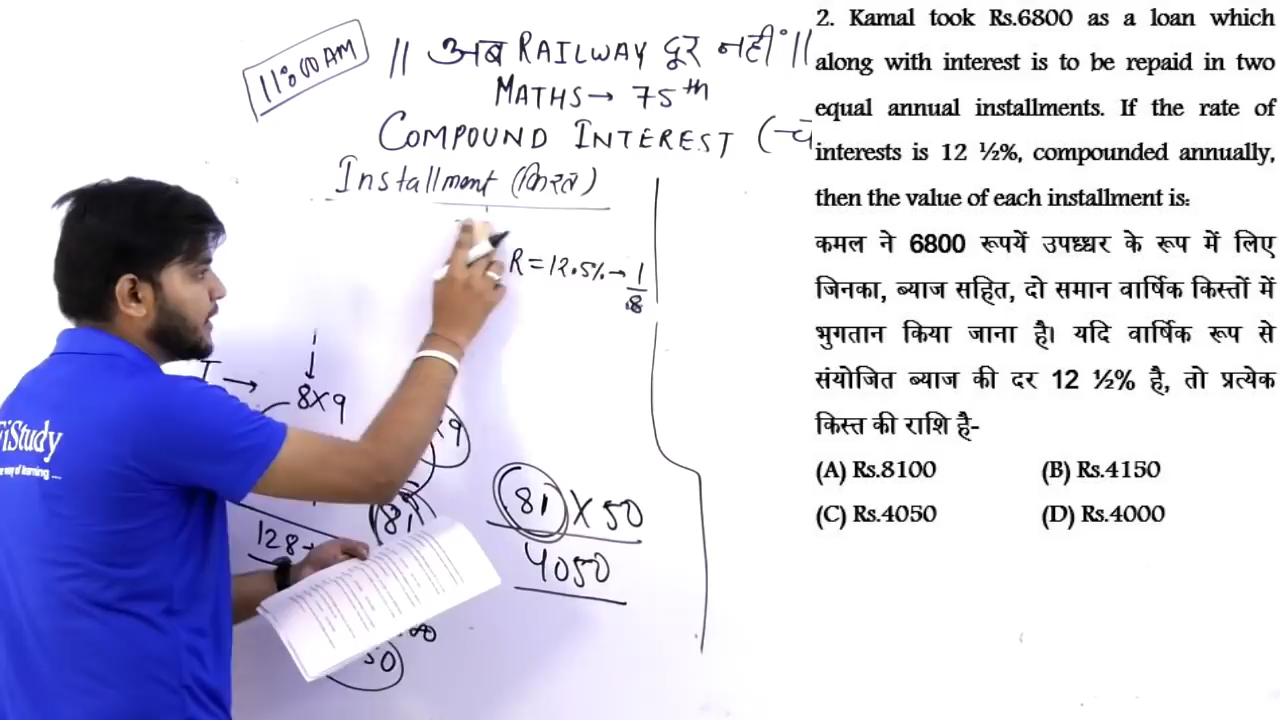 11:00 AM
|| अब RAILWAY दूर नही ||
MATHS → 75th
COMPOUND INTEREST
Installment (किस्त)
R = 12.5% → 1/8
I →
8×9
×9
81
128 →
50
81 × 50
4050
iStudy
2. Kamal took Rs.6800 as a loan which
along with interest is to be repaid in two
equal annual installments. If the rate of
interests is 12 ½%, compounded annually,
then the value of each installment is:
कमल ने 6800 रूपयें उपध्धर के रूप में लिए
जिनका, ब्याज सहित, दो समान वार्षिक किस्तों में
भुगतान किया जाना है। यदि वार्षिक रूप से
संयोजित ब्याज की दर 12 ½% है, तो प्रत्येक
किस्त की राशि है-
(A) Rs.8100 (B) Rs.4150
(C) Rs.4050 (D) Rs.4000